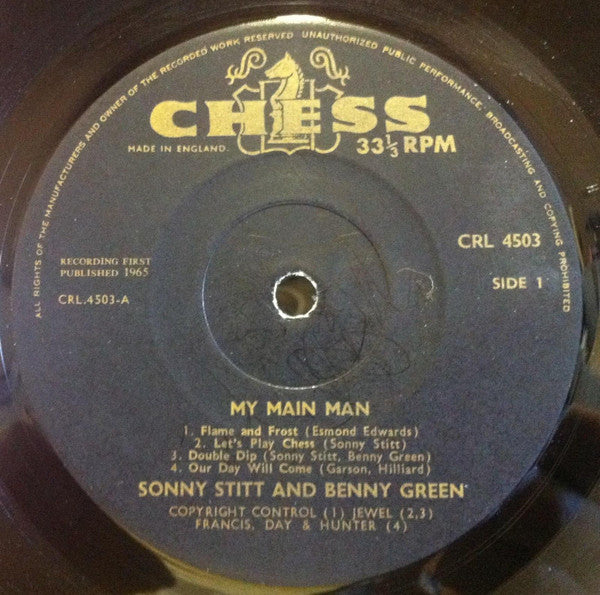 ALL RIGHTS OF THE MANUFACTURERS AND OWNER OF THE RECORDED WORK RESERVED UNAUTHORIZED PUBLIC PERFORMANCE, BROADCASTING AND COPYING PROHIBITED
CHESS
MADE IN ENGLAND.
33⅓ RPM
CRL 4503
RECORDING FIRST
PUBLISHED 1965
SIDE 1
CRL.4503-A
MY MAIN MAN
1. Flame and Frost (Esmond Edwards)
2. Let's Play Chess (Sonny Stitt)
3. Double Dip (Sonny Stitt, Benny Green)
4. Our Day Will Come (Garson, Hilliard)
SONNY STITT AND BENNY GREEN
COPYRIGHT CONTROL (1) JEWEL (2,3)
FRANCIS, DAY & HUNTER (4)